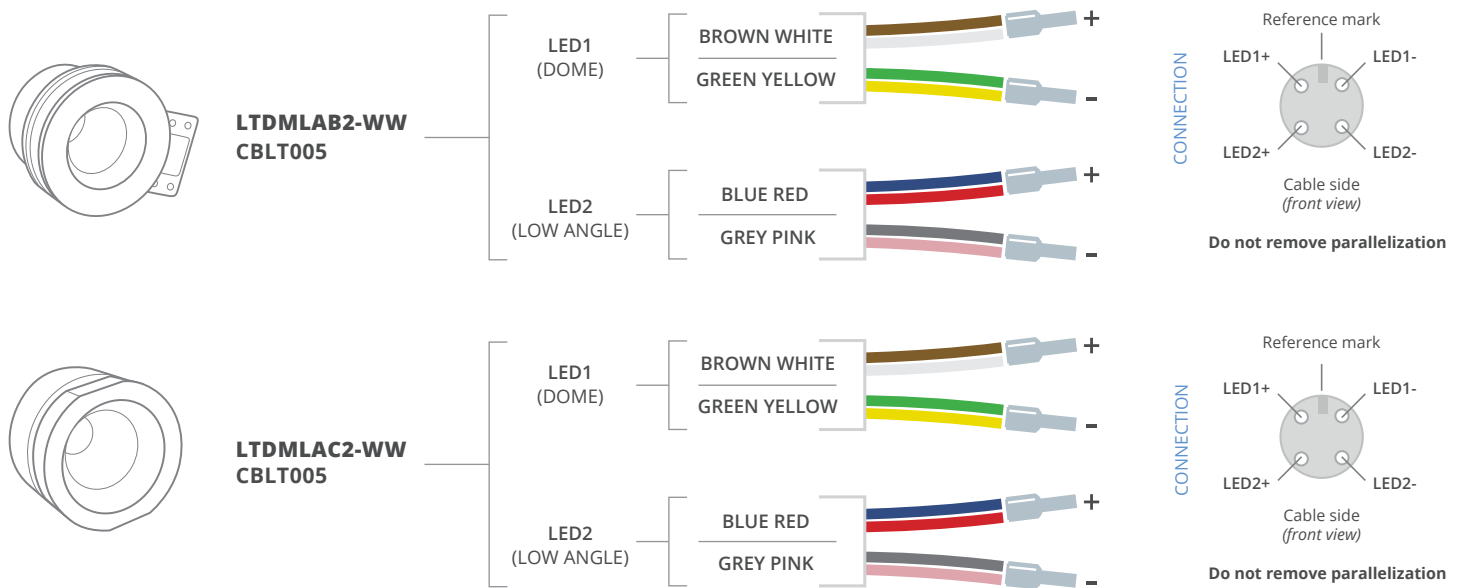 LTDMLAB2-WW
CBLT005
LED1
(DOME)
BROWN WHITE
GREEN YELLOW
+
-
LED2
(LOW ANGLE)
BLUE RED
GREY PINK
+
-
CONNECTION
Reference mark
LED1+
LED1-
LED2+
LED2-
Cable side
(front view)
Do not remove parallelization
LTDMLAC2-WW
CBLT005
LED1
(DOME)
BROWN WHITE
GREEN YELLOW
+
-
LED2
(LOW ANGLE)
BLUE RED
GREY PINK
+
-
CONNECTION
Reference mark
LED1+
LED1-
LED2+
LED2-
Cable side
(front view)
Do not remove parallelization